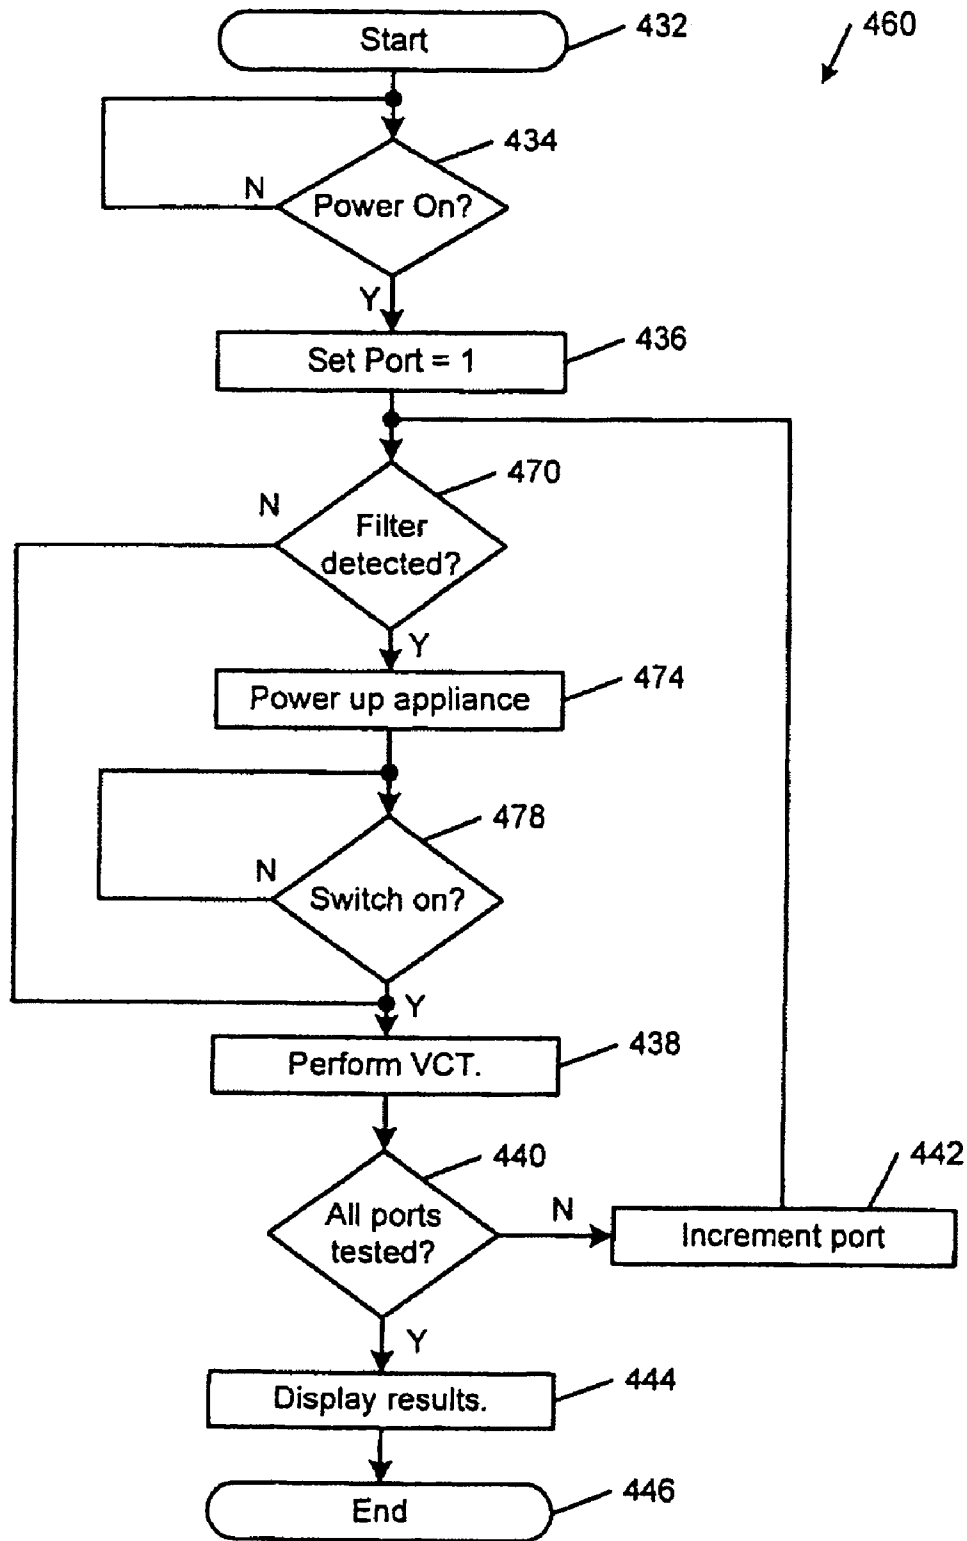 Start
432
460
434
N
Power On?
Y
Set Port = 1
436
470
N
Filter
detected?
Y
Power up appliance
474
478
N
Switch on?
Y
Perform VCT.
438
440
All ports
tested?
N
442
Increment port
Y
Display results.
444
End
446